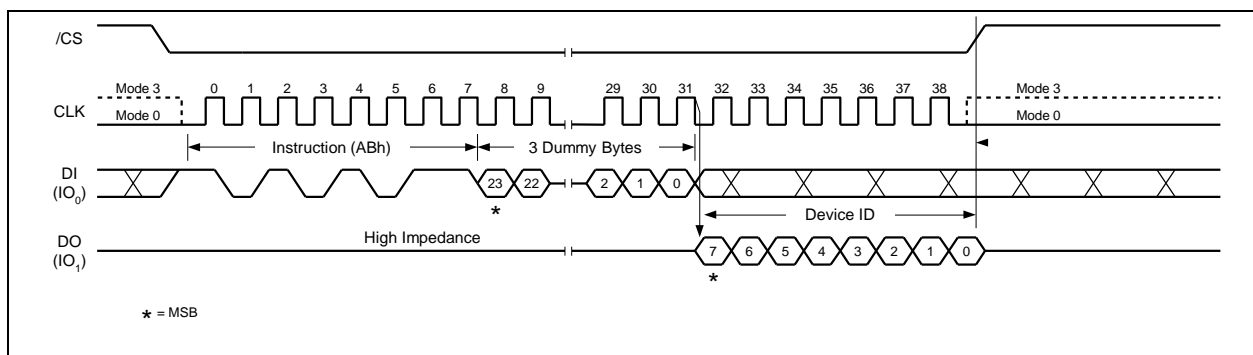 /CS
Mode 3 0 1 2 3 4 5 6 7 8 9 29 30 31 32 33 34 35 36 37 38 Mode 3
CLK
Mode 0 Mode 0
Instruction (ABh) 3 Dummy Bytes
DI
(IO0)
23 22 2 1 0
*
Device ID
High Impedance
DO
(IO1)
7 6 5 4 3 2 1 0
*
* = MSB